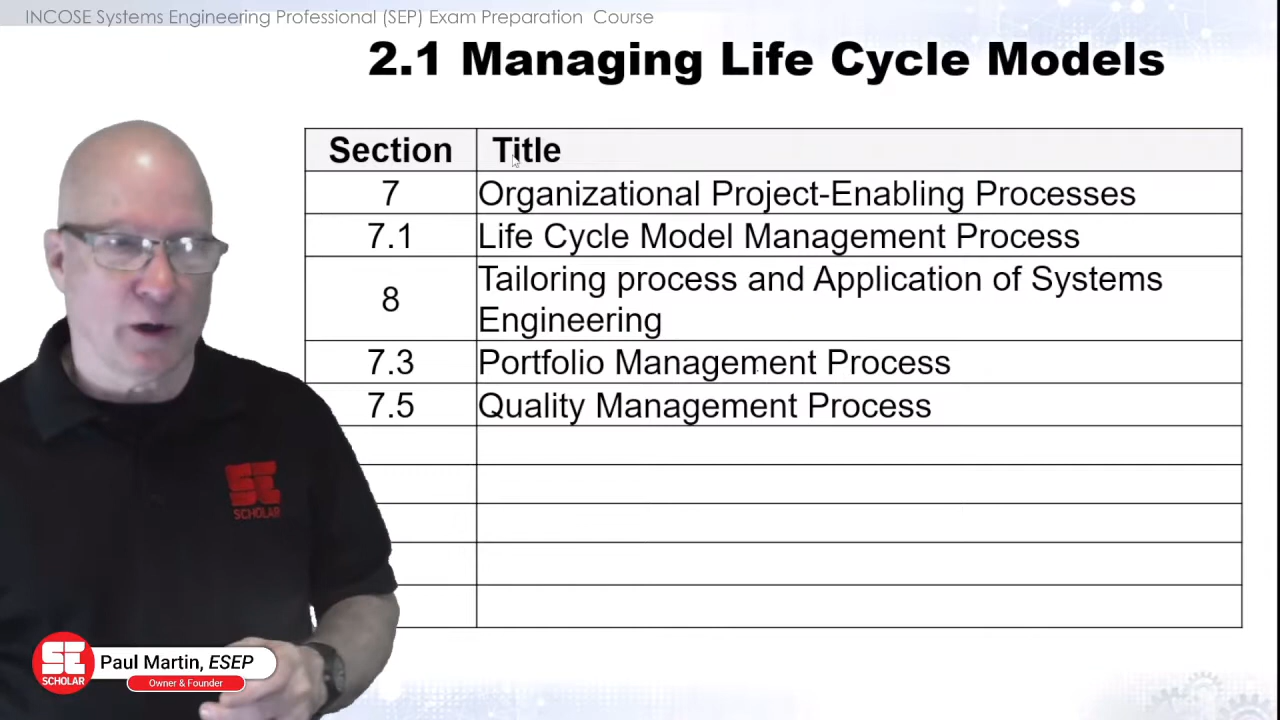 INCOSE Systems Engineering Professional (SEP) Exam Preparation Course
2.1 Managing Life Cycle Models
Section Title
7 Organizational Project-Enabling Processes
7.1 Life Cycle Model Management Process
8 Tailoring process and Application of Systems
Engineering
7.3 Portfolio Management Process
7.5 Quality Management Process
SE
SCHOLAR
SE
SCHOLAR
Paul Martin, ESEP
Owner & Founder